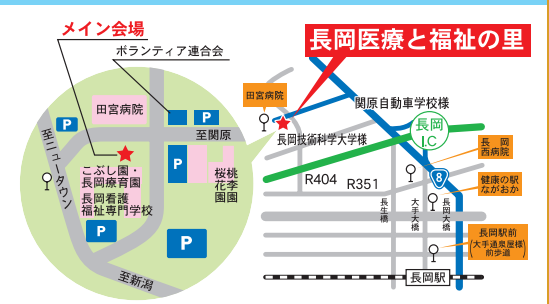 メイン会場
ボランティア連合会
長岡医療と福祉の里
田宮病院
P
P
至関原
至ニュータウン
こぶし園・
長岡療育園
長岡看護
福祉専門学校
P
桜花園
桃李園
P
P
至新潟
田宮病院
関原自動車学校様
長岡技術科学大学様
長岡
I.C
長岡
西病院
R404
R351
8
健康の駅
ながおか
長生橋
大手大橋
長岡大橋
長岡駅前
(大手通泉屋様)
前歩道
長岡駅